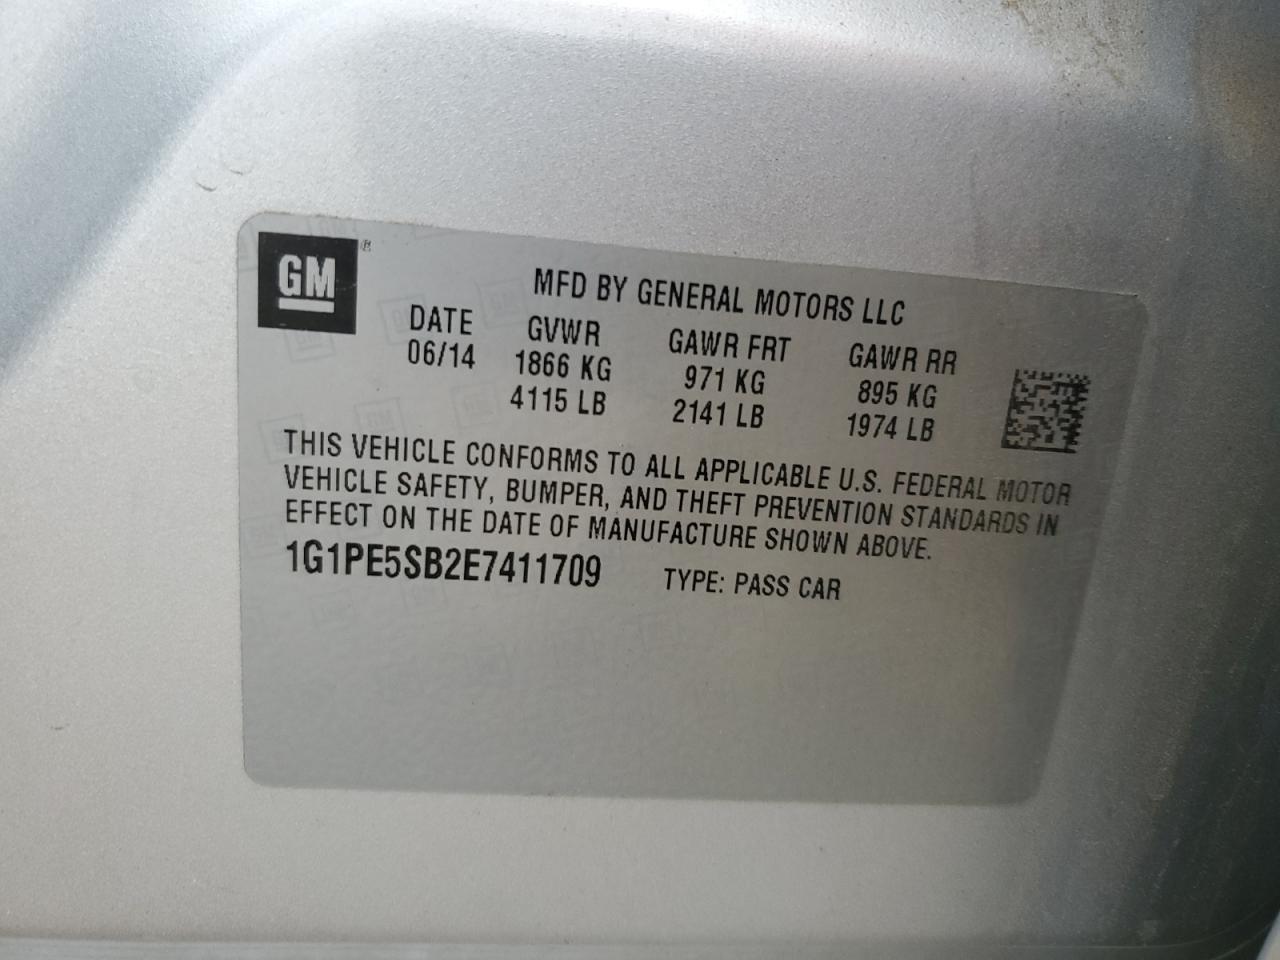 GM®
MFD BY GENERAL MOTORS LLC
DATE GVWR GAWR FRT GAWR RR
06/14 1866 KG 971 KG 895 KG
4115 LB 2141 LB 1974 LB
THIS VEHICLE CONFORMS TO ALL APPLICABLE U.S. FEDERAL MOTOR
VEHICLE SAFETY, BUMPER, AND THEFT PREVENTION STANDARDS IN
EFFECT ON THE DATE OF MANUFACTURE SHOWN ABOVE.
1G1PE5SB2E7411709 TYPE: PASS CAR